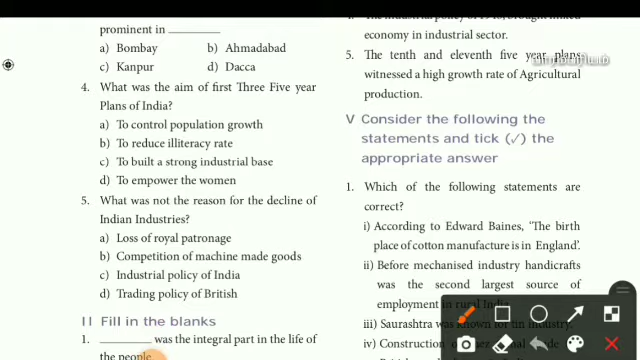 prominent in ________
a) Bombay b) Ahmadabad
c) Kanpur d) Dacca
4. What was the aim of first Three Five year
Plans of India?
a) To control population growth
b) To reduce illiteracy rate
c) To built a strong industrial base
d) To empower the women
5. What was not the reason for the decline of
Indian Industries?
a) Loss of royal patronage
b) Competition of machine made goods
c) Industrial policy of India
d) Trading policy of British
II Fill in the blanks
1. ________ was the integral part in the life of
the people.
economy in industrial sector.
5. The tenth and eleventh five year plans
witnessed a high growth rate of Agricultural
production.
V Consider the following the
statements and tick (✓) the
appropriate answer
1. Which of the following statements are
correct?
i) According to Edward Baines, 'The birth
place of cotton manufacture is in England'.
ii) Before mechanised industry handicrafts
was the second largest source of
employment in rural India
iii) Saurashtra was known for tin industry.
iv) Construction of